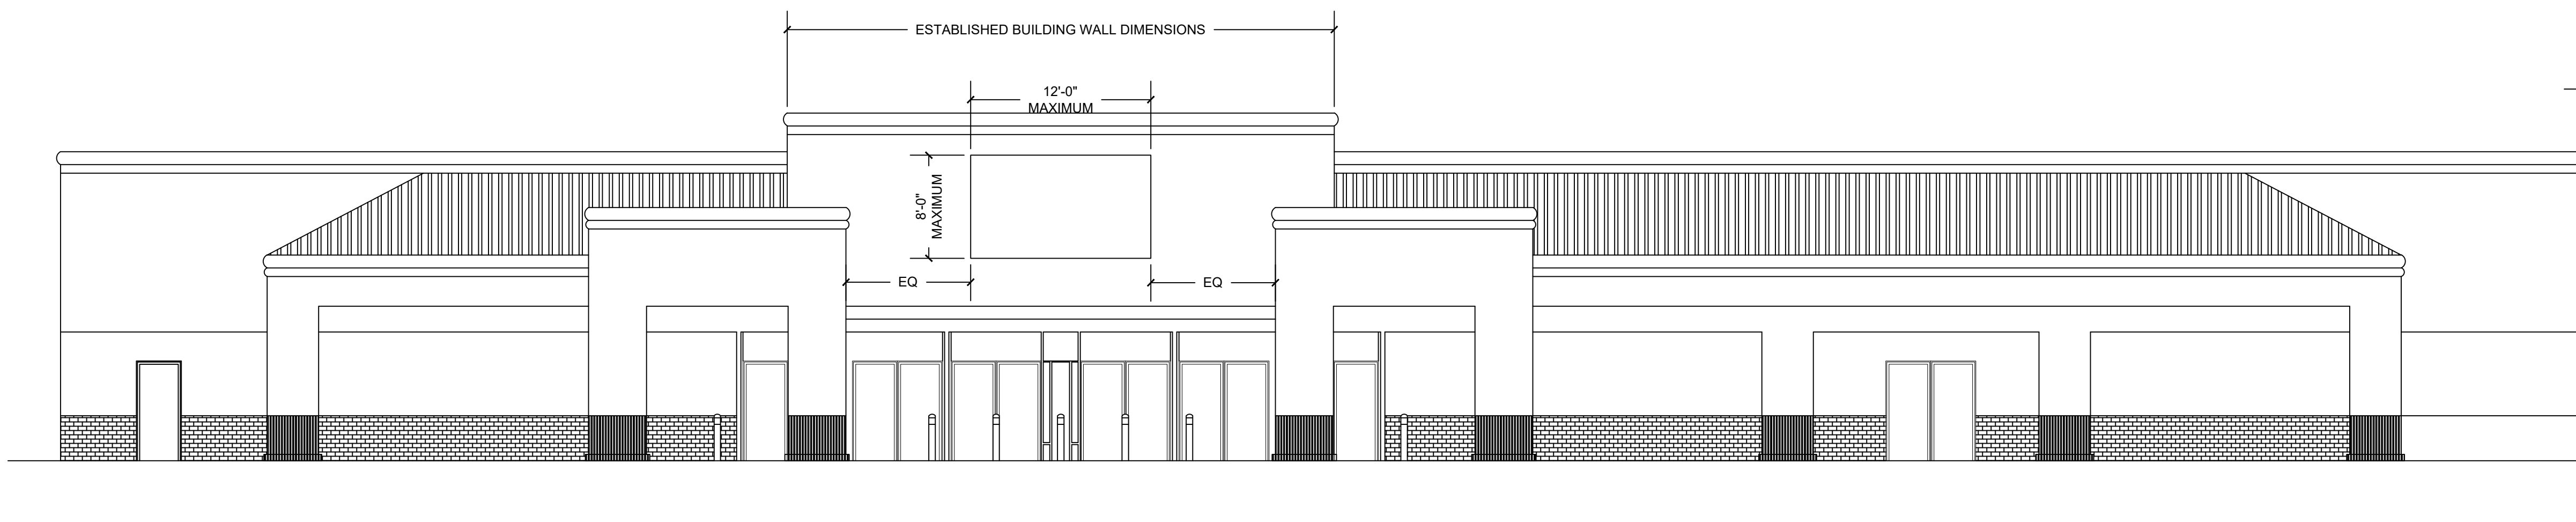 ESTABLISHED BUILDING WALL DIMENSIONS
12'-0"
MAXIMUM
8'-0"
MAXIMUM
EQ
EQ